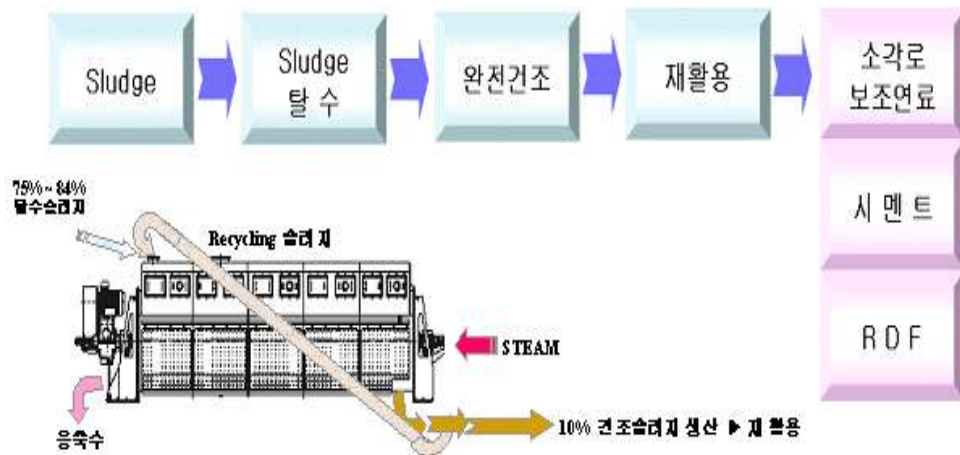 Sludge
Sludge
탈 수
완전건조
재활용
소각로
보조연료
시 멘 트
R D F
75%~84%
탈수슬러지
Recycling 슬러지
STEAM
응축수
10% 건조슬러지 생산 ▶ 재 활용